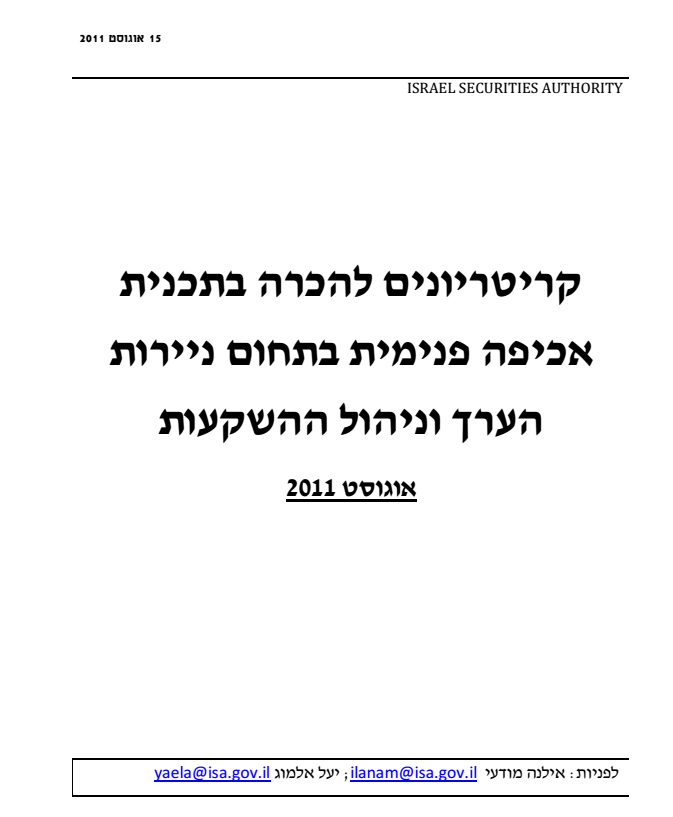 15 אוגוסט 2011
ISRAEL SECURITIES AUTHORITY
קריטריונים להכרה בתכנית
אכיפה פנימית בתחום ניירות
הערך וניהול ההשקעות
אוגוסט 2011
לפניות: אילנה מודעי ilanam@isa.gov.il; יעל אלמוג yaela@isa.gov.il